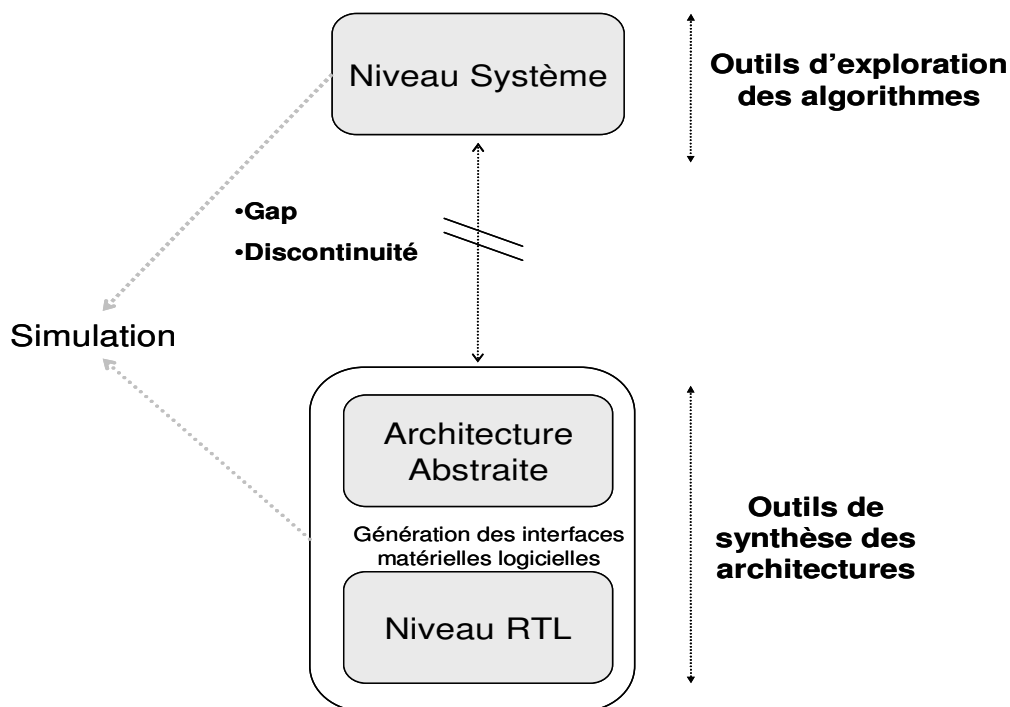 Niveau Système
Outils d'exploration
des algorithmes
•Gap
•Discontinuité
Simulation
Architecture
Abstraite
Génération des interfaces
matérielles logicielles
Niveau RTL
Outils de
synthèse des
architectures